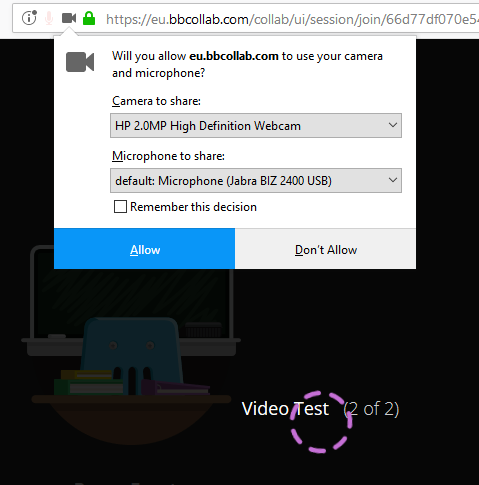 https://eu.bbcollab.com/collab/ui/session/join/66d77df070e54
Will you allow eu.bbcollab.com to use your camera
and microphone?
Camera to share:
HP 2.0MP High Definition Webcam
Microphone to share:
default: Microphone (Jabra BIZ 2400 USB)
Remember this decision
Allow Don't Allow
Video Test (2 of 2)